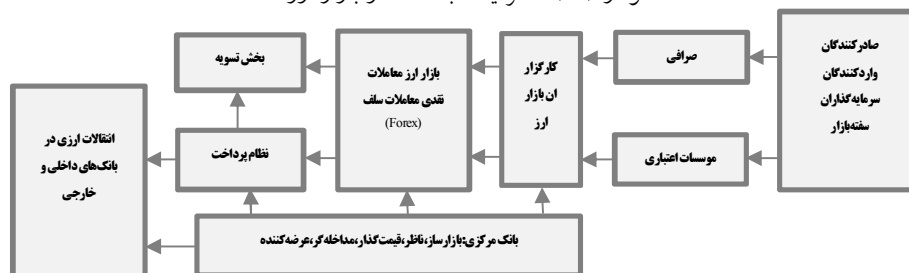 صادرکنندگان
واردکنندگان
سرمایه‌گذاران
سفته‌بازار
صرافی
موسسات اعتباری
کارگزار
ان بازار
ارز
بازار ارز معاملات
نقدی معاملات سلف
(Forex)
بخش تسویه
نظام پرداخت
انتقالات ارزی در
بانک‌های داخلی و
خارجی
بانک مرکزی:بازارساز،ناظر،قیمت‌گذار،مداخله‌گر،عرضه‌کننده